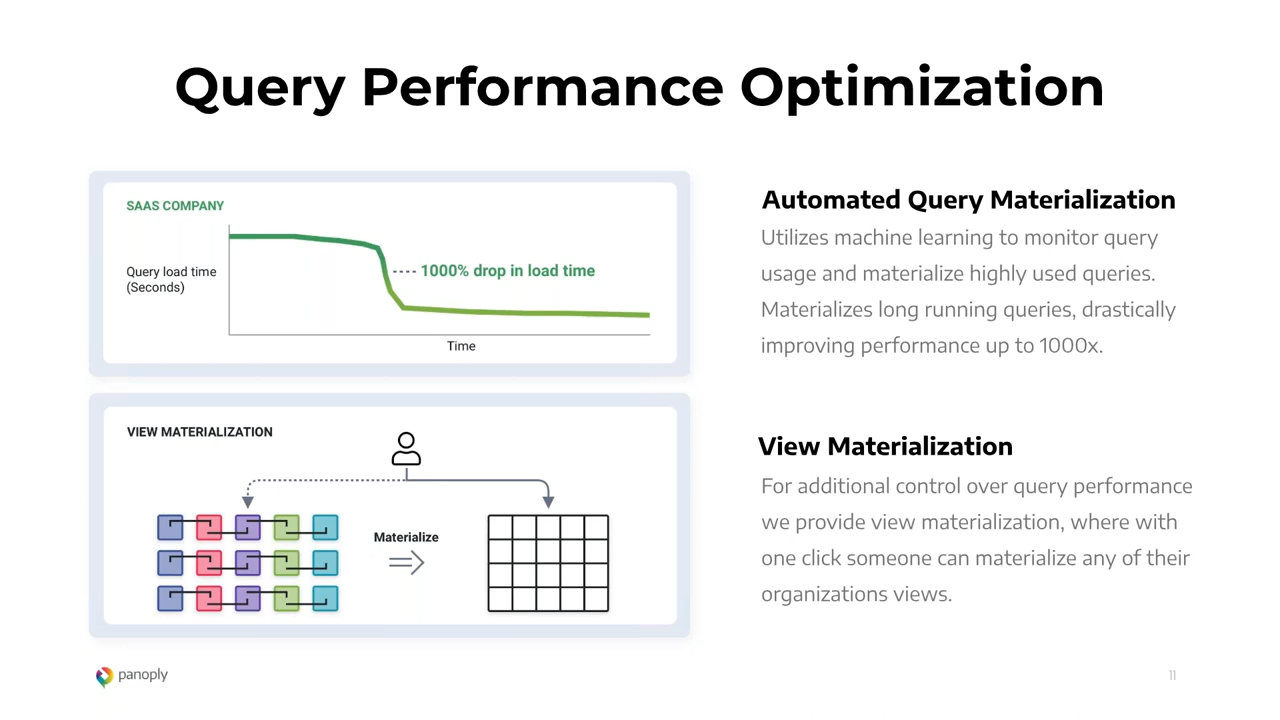 Query Performance Optimization
SAAS COMPANY
Query load time
(Seconds)
1000% drop in load time
Time
Automated Query Materialization
Utilizes machine learning to monitor query
usage and materialize highly used queries.
Materializes long running queries, drastically
improving performance up to 1000x.
VIEW MATERIALIZATION
Materialize
View Materialization
For additional control over query performance
we provide view materialization, where with
one click someone can materialize any of their
organizations views.
panoply
11